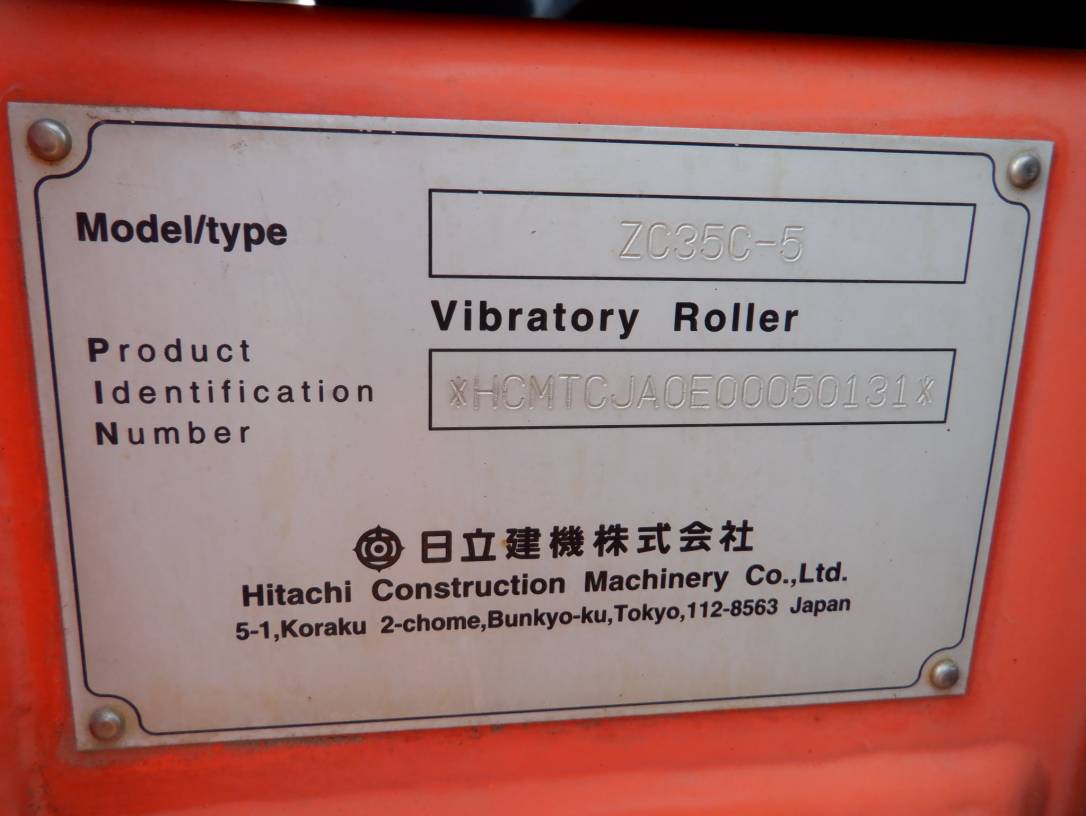 Model/type ZC35C-5
Vibratory Roller
Product
Identification
Number
*HCMTCJA0E00050131*
日立建機株式会社
Hitachi Construction Machinery Co.,Ltd.
5-1,Koraku 2-chome,Bunkyo-ku,Tokyo,112-8563 Japan